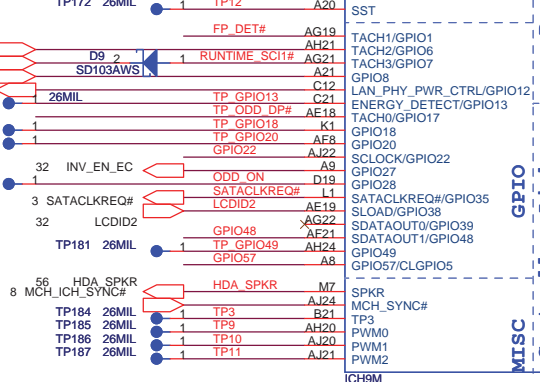 TP172 26MIL 1 TP12 A20 SST
FP_DET# AG19 TACH1/GPIO1
AH21 TACH2/GPIO6
D9 2 1 RUNTIME_SCI1# AG21 TACH3/GPIO7
SD103AWS A21 GPIO8
C12 LAN_PHY_PWR_CTRL/GPIO12
26MIL 1 TP_GPIO13 C21 ENERGY_DETECT/GPIO13
TP_ODD_DP# AE18 TACH0/GPIO17
1 TP_GPIO18 K1 GPIO18
1 TP_GPIO20 AF8 GPIO20
GPIO22 AJ22 SCLOCK/GPIO22
32 INV_EN_EC A9 GPIO27
1 ODD_ON D19 GPIO28
3 SATACLKREQ# SATACLKREQ# L1 SATACLKREQ#/GPIO35
LCDID2 AE19 SLOAD/GPIO38
32 LCDID2 AG22 SDATAOUT0/GPIO39
GPIO48 AF21 SDATAOUT1/GPIO48
TP181 26MIL 1 TP_GPIO49 AH24 GPIO49
GPIO57 A8 GPIO57/CLGPIO5
GPIO
56 HDA_SPKR HDA_SPKR M7 SPKR
8 MCH_ICH_SYNC# AJ24 MCH_SYNC#
TP184 26MIL 1 TP3 B21 TP3
TP185 26MIL 1 TP9 AH20 PWM0
TP186 26MIL 1 TP10 AJ20 PWM1
TP187 26MIL 1 TP11 AJ21 PWM2
MISC
ICH9M